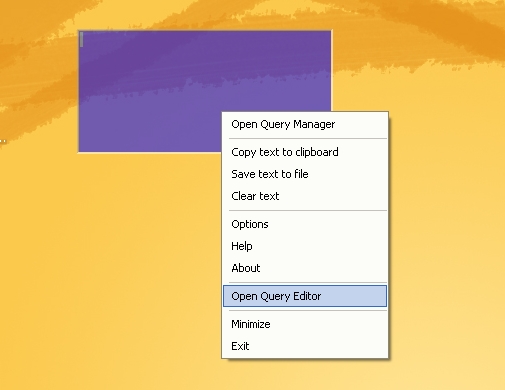 Open Query Manager
Copy text to clipboard
Save text to file
Clear text
Options
Help
About
Open Query Editor
Minimize
Exit